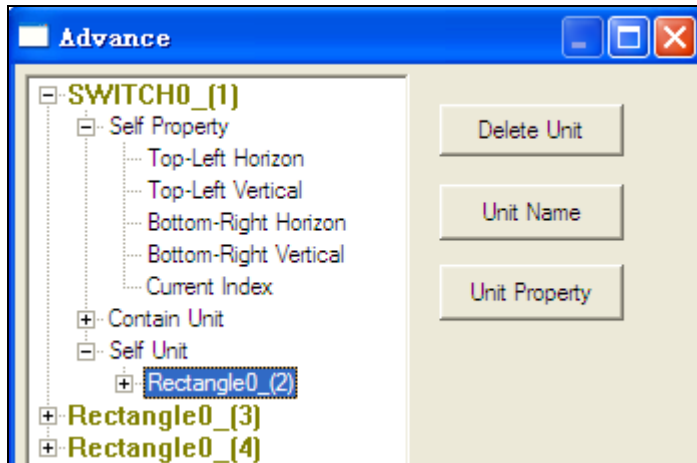 Advance
SWITCH0_(1)
Self Property
Top-Left Horizon
Top-Left Vertical
Bottom-Right Horizon
Bottom-Right Vertical
Current Index
Contain Unit
Self Unit
Rectangle0_(2)
Rectangle0_(3)
Rectangle0_(4)
Delete Unit
Unit Name
Unit Property